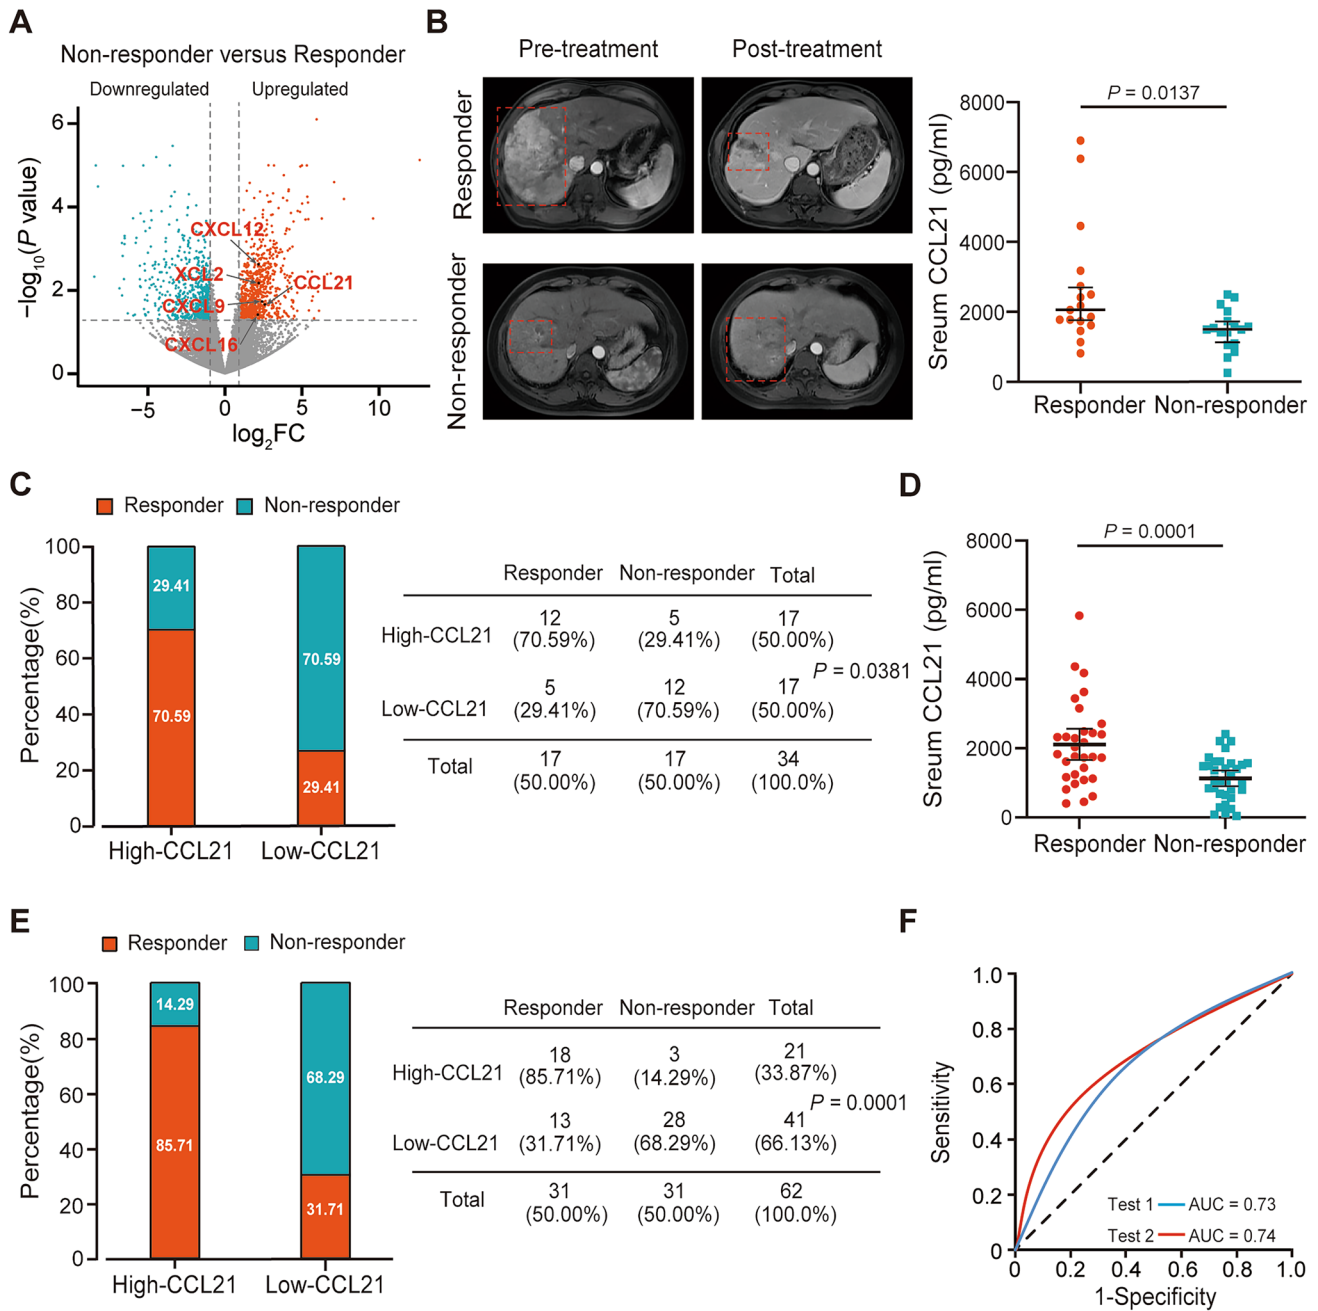 A
Non-responder versus Responder
Downregulated Upregulated
−log10(P value)
6
4
2
0
CXCL12
XCL2
CCL21
CXCL9
CXCL16
−5 0 5 10
log2FC
B
Pre-treatment Post-treatment
Responder
Non-responder
Sreum CCL21 (pg/ml)
P = 0.0137
8000
6000
4000
2000
0
Responder Non-responder
C
Responder Non-responder
Percentage(%)
100
80
60
40
20
0
29.41
70.59
70.59
29.41
High-CCL21 Low-CCL21
Responder Non-responder Total
High-CCL21 12 5 17
(70.59%) (29.41%) (50.00%)
P = 0.0381
Low-CCL21 5 12 17
(29.41%) (70.59%) (50.00%)
Total 17 17 34
(50.00%) (50.00%) (100.0%)
D
Sreum CCL21 (pg/ml)
P = 0.0001
8000
6000
4000
2000
0
Responder Non-responder
E
Responder Non-responder
Percentage(%)
100
80
60
40
20
0
14.29
85.71
68.29
31.71
High-CCL21 Low-CCL21
Responder Non-responder Total
High-CCL21 18 3 21
(85.71%) (14.29%) (33.87%)
P = 0.0001
Low-CCL21 13 28 41
(31.71%) (68.29%) (66.13%)
Total 31 31 62
(50.00%) (50.00%) (100.0%)
F
Sensitivity
1.0
0.8
0.6
0.4
0.2
0
Test 1 AUC = 0.73
Test 2 AUC = 0.74
0 0.2 0.4 0.6 0.8 1.0
1-Specificity